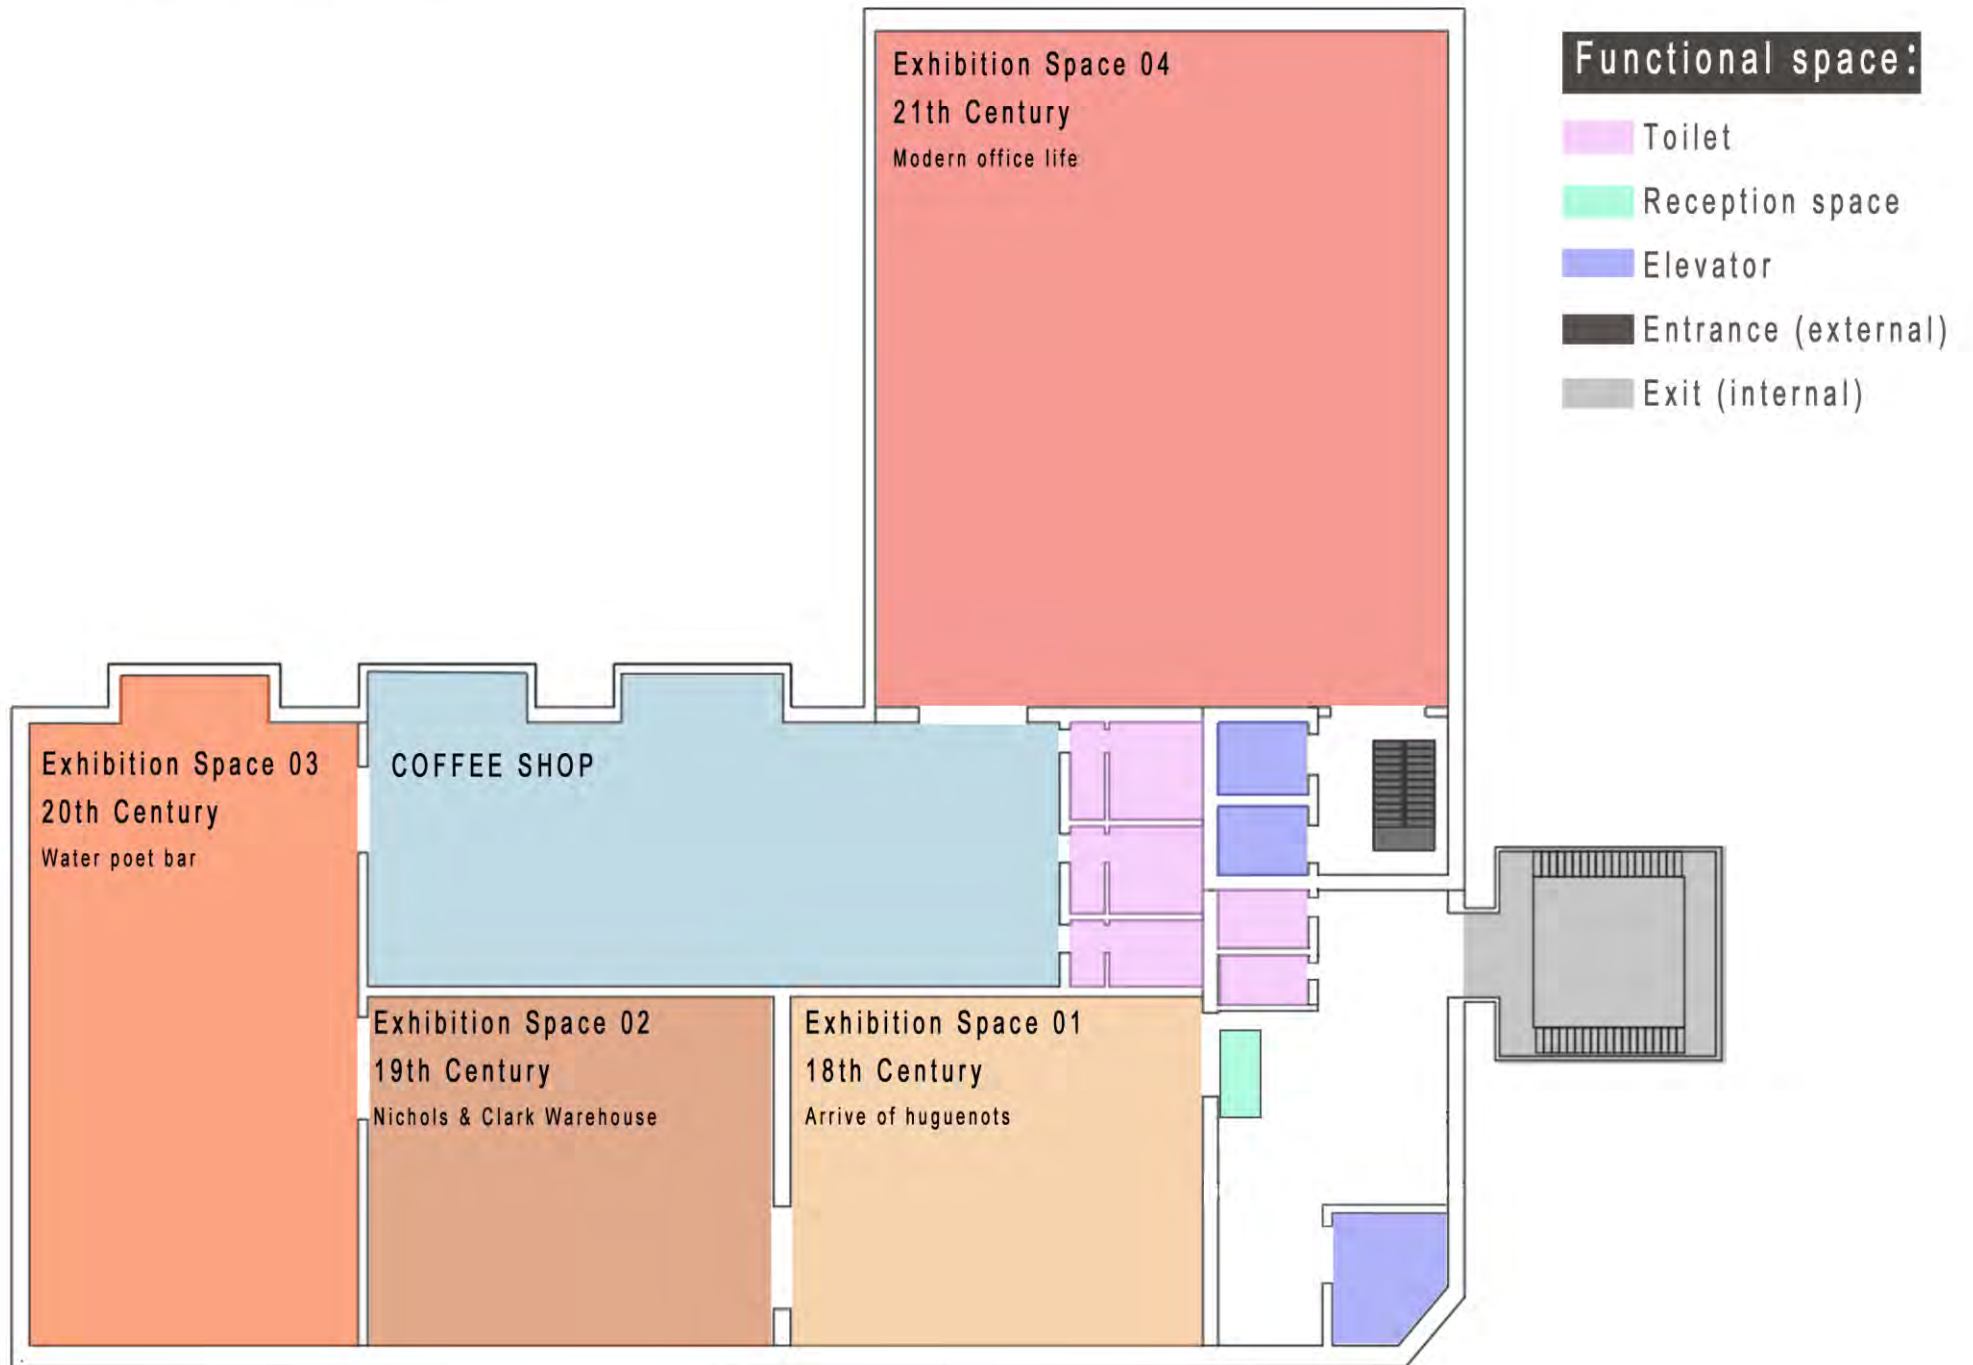 Exhibition Space 04
21th Century
Modern office life
Functional space:
Toilet
Reception space
Elevator
Entrance (external)
Exit (internal)
Exhibition Space 03
20th Century
Water poet bar
COFFEE SHOP
Exhibition Space 02
19th Century
Nichols & Clark Warehouse
Exhibition Space 01
18th Century
Arrive of huguenots